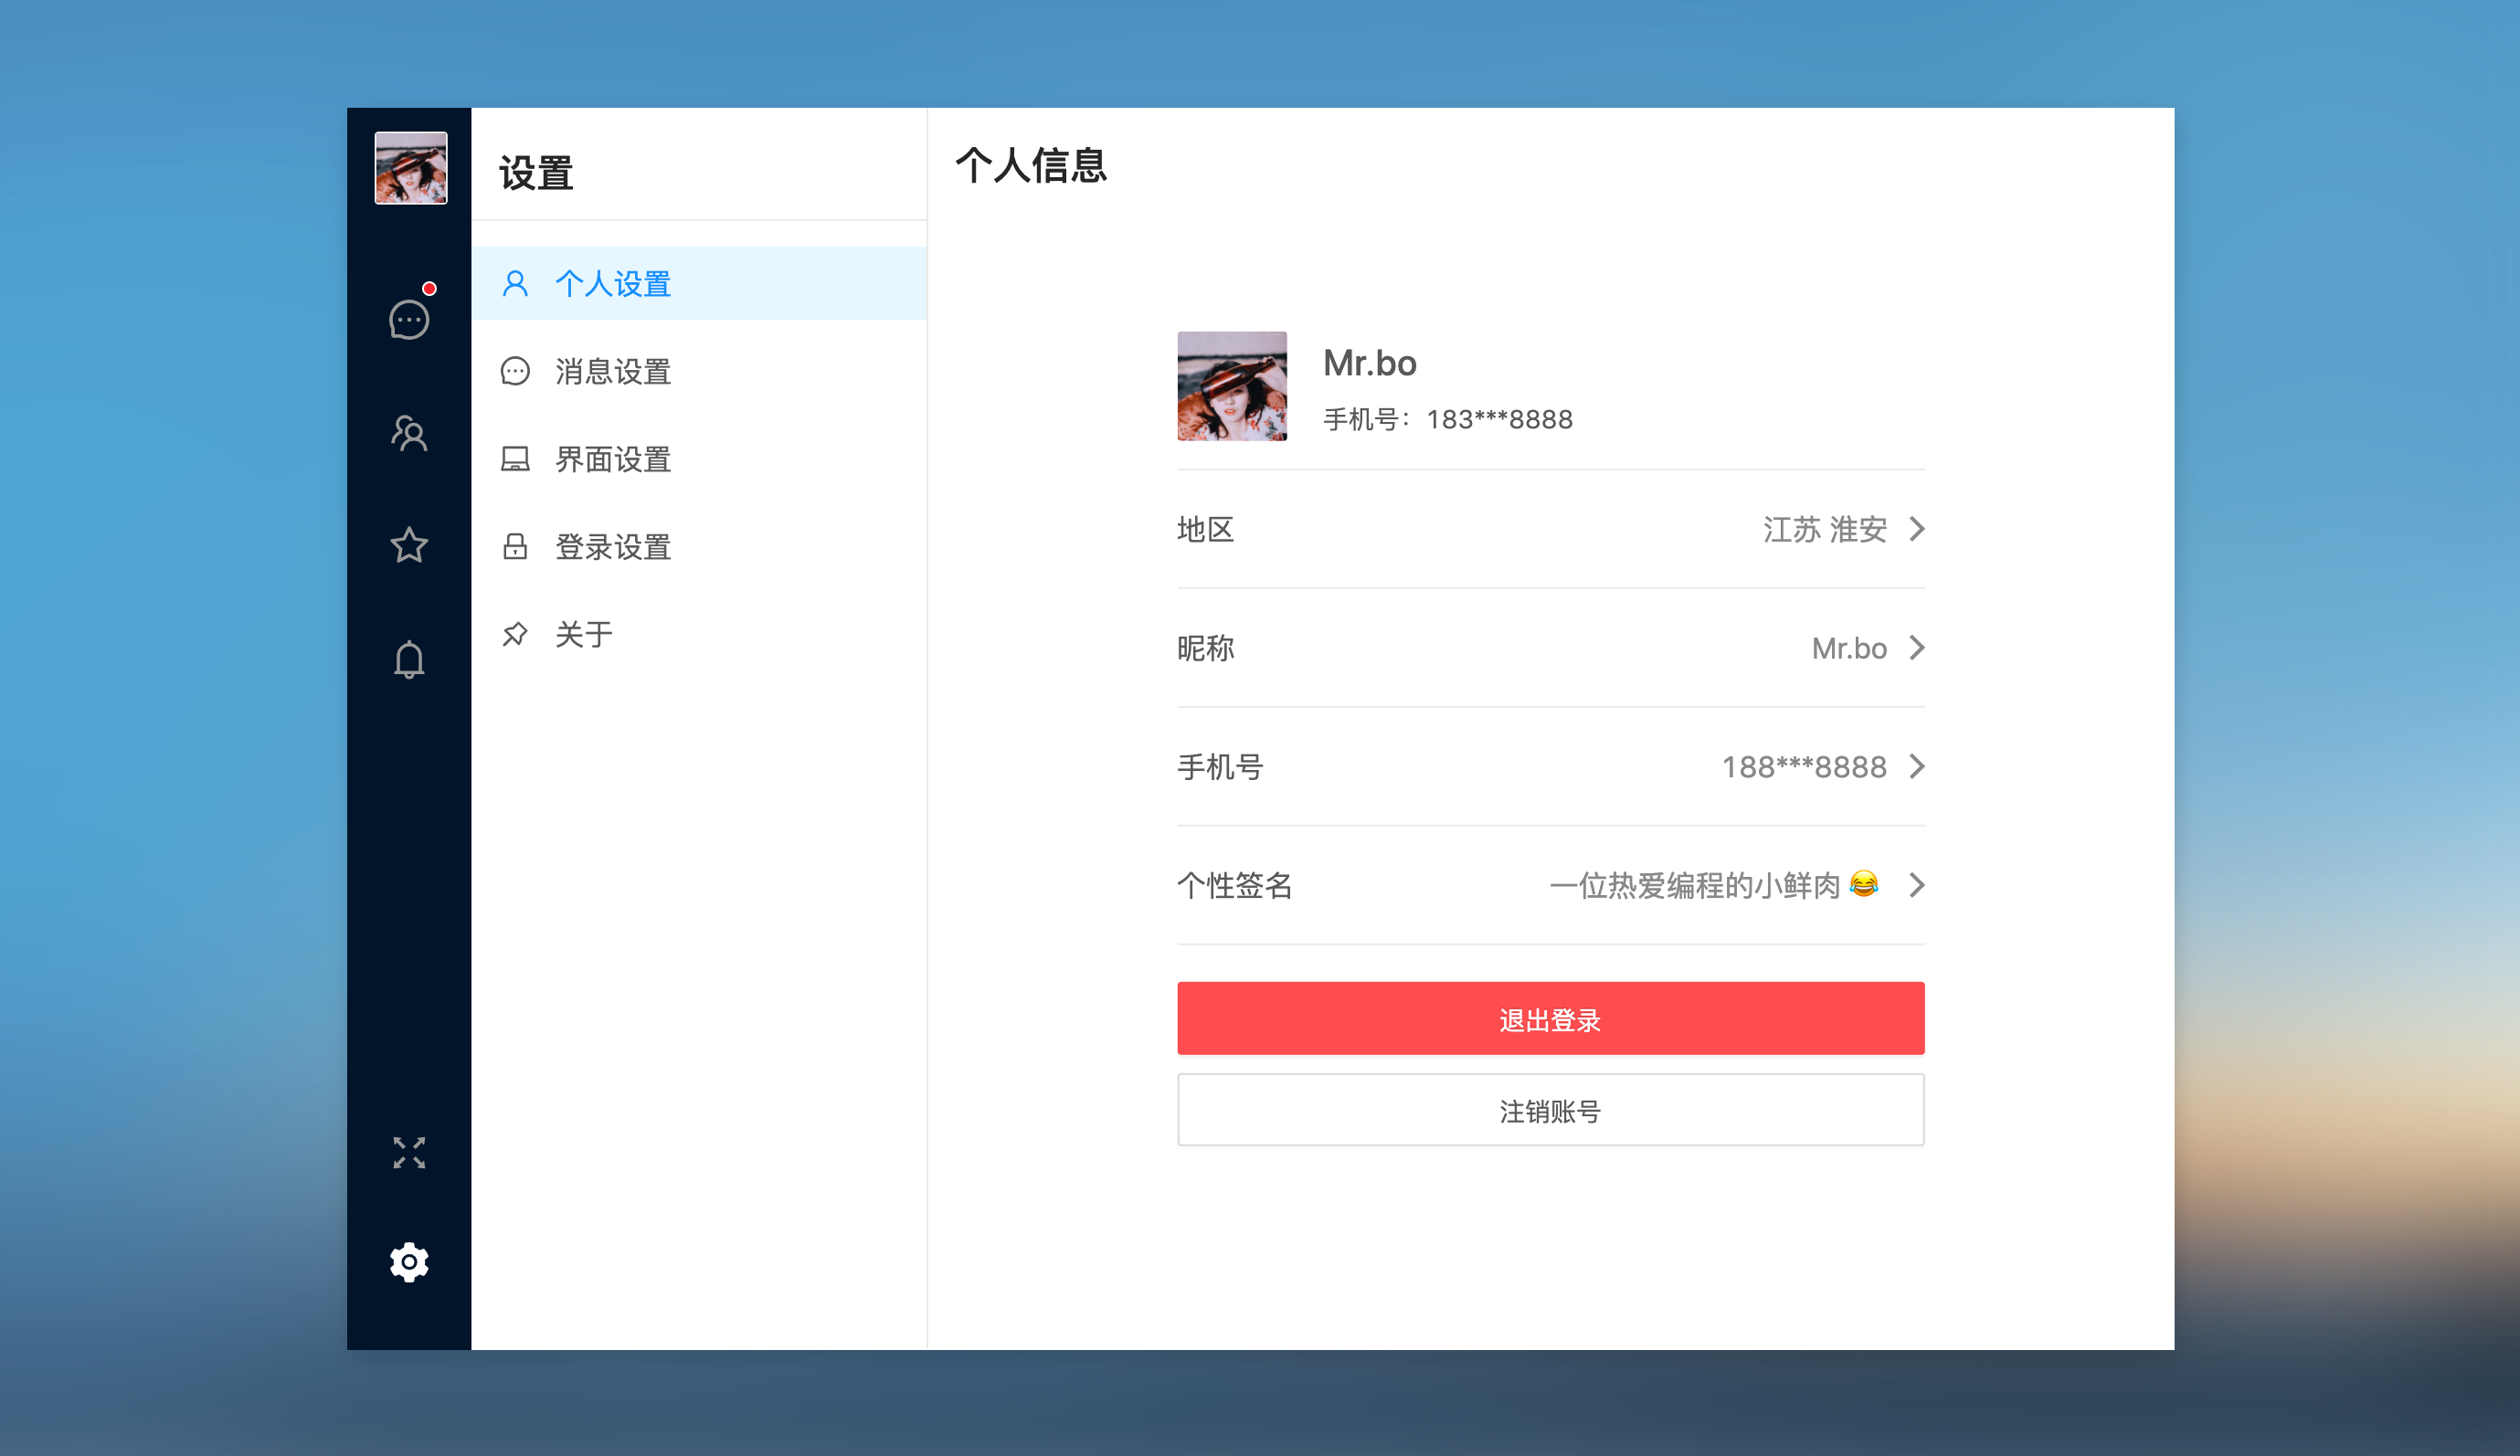 设置
个人设置
消息设置
界面设置
登录设置
关于
个人信息
Mr.bo
手机号：183***8888
地区 江苏 淮安
昵称 Mr.bo
手机号 188***8888
个性签名 一位热爱编程的小鲜肉 😂
退出登录
注销账号